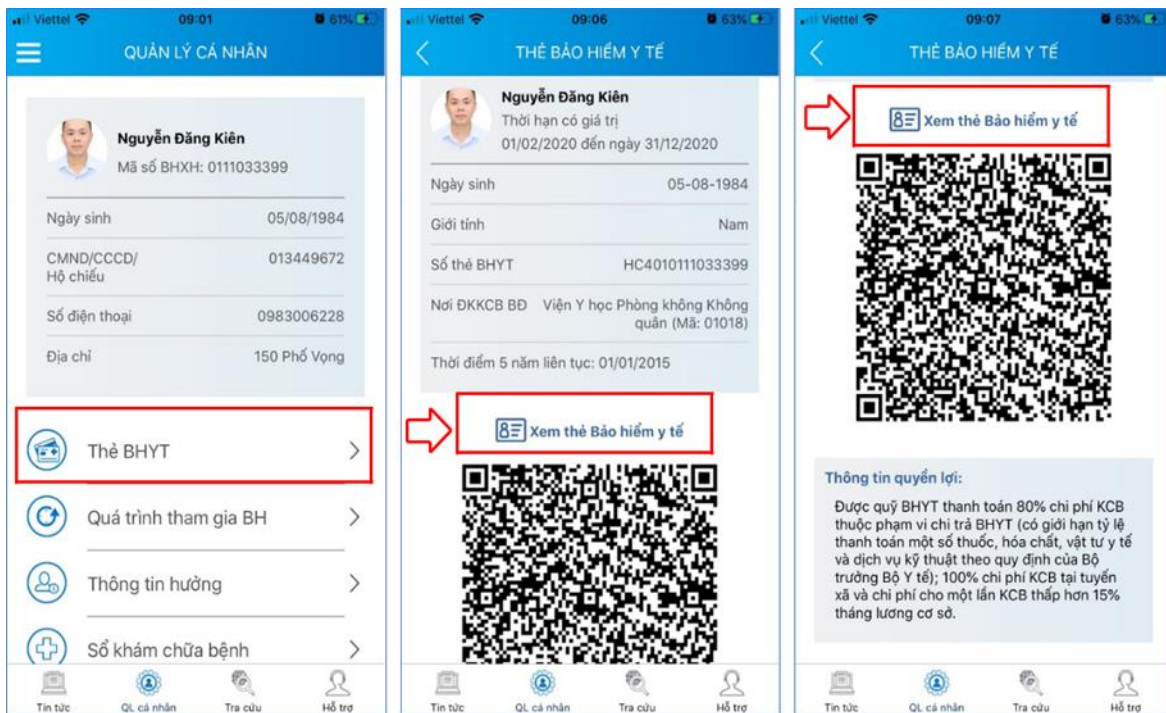 Viettel 09:01 61%
QUẢN LÝ CÁ NHÂN
Nguyễn Đăng Kiên
Mã số BHXH: 0111033399
Ngày sinh 05/08/1984
CMND/CCCD/ 013449672
Hộ chiếu
Số điện thoại 0983006228
Địa chỉ 150 Phố Vọng
Thẻ BHYT
Quá trình tham gia BH
Thông tin hưởng
Sổ khám chữa bệnh
Tin tức QL cá nhân Tra cứu Hỗ trợ
Viettel 09:06 63%
THẺ BẢO HIỂM Y TẾ
Nguyễn Đăng Kiên
Thời hạn có giá trị
01/02/2020 đến ngày 31/12/2020
Ngày sinh 05-08-1984
Giới tính Nam
Số thẻ BHYT HC4010111033399
Nơi ĐKKCB BĐ Viện Y học Phòng không Không
quân (Mã: 01018)
Thời điểm 5 năm liên tục: 01/01/2015
Xem thẻ Bảo hiểm y tế
Tin tức QL cá nhân Tra cứu Hỗ trợ
Viettel 09:07 63%
THẺ BẢO HIỂM Y TẾ
Xem thẻ Bảo hiểm y tế
Thông tin quyền lợi:
Được quỹ BHYT thanh toán 80% chi phí KCB
thuộc phạm vi chi trả BHYT (có giới hạn tỷ lệ
thanh toán một số thuốc, hóa chất, vật tư y tế
và dịch vụ kỹ thuật theo quy định của Bộ
trưởng Bộ Y tế); 100% chi phí KCB tại tuyến
xã và chi phí cho một lần KCB thấp hơn 15%
tháng lương cơ sở.
Tin tức QL cá nhân Tra cứu Hỗ trợ